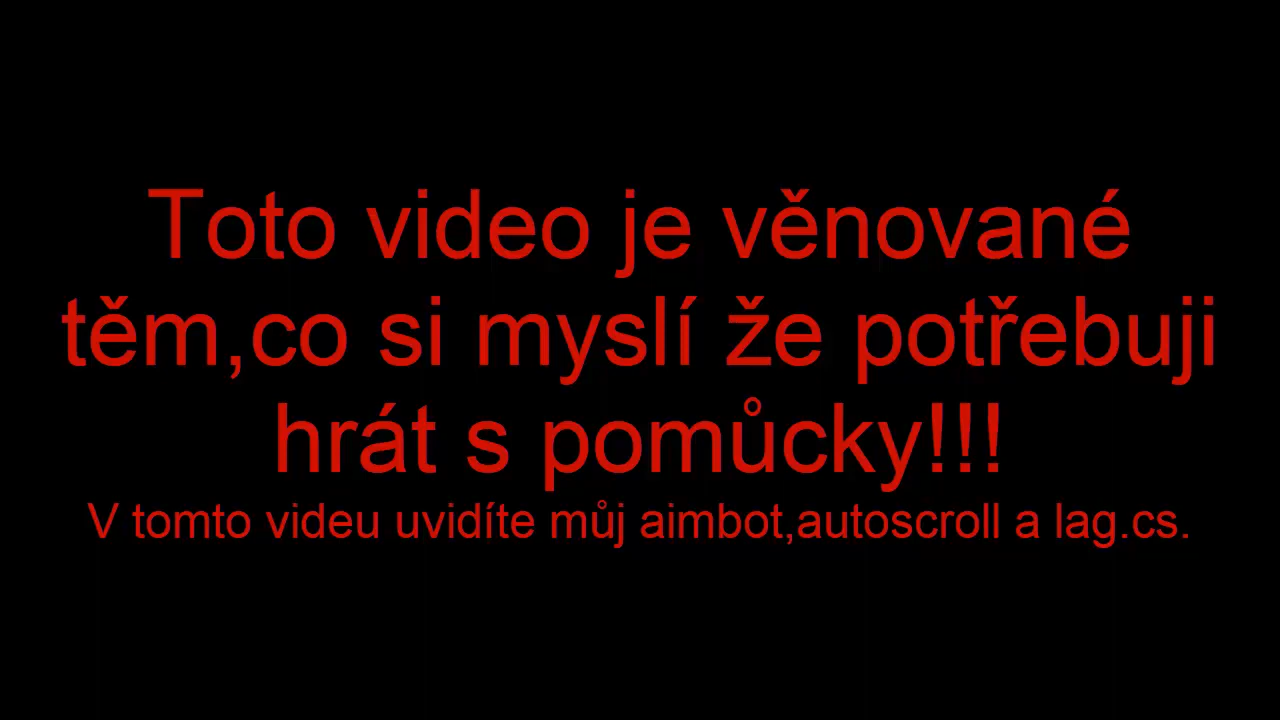 Toto video je věnované
těm,co si myslí že potřebuji
hrát s pomůcky!!!
V tomto videu uvidíte můj aimbot,autoscroll a lag.cs.